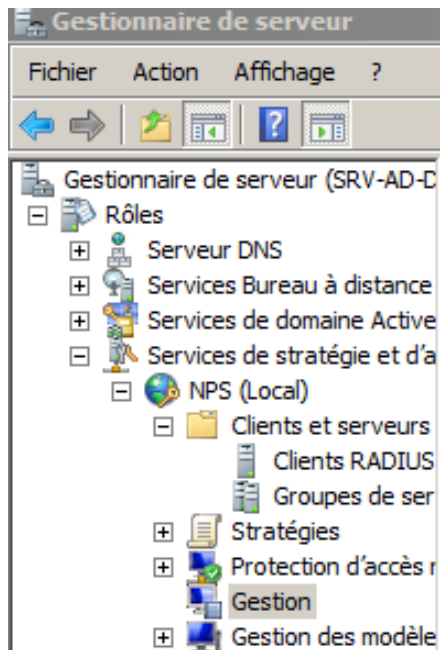 Gestionnaire de serveur
Fichier Action Affichage ?
Gestionnaire de serveur (SRV-AD-D
Rôles
Serveur DNS
Services Bureau à distance
Services de domaine Active
Services de stratégie et d'a
NPS (Local)
Clients et serveurs
Clients RADIUS
Groupes de ser
Stratégies
Protection d'accès r
Gestion
Gestion des modèle